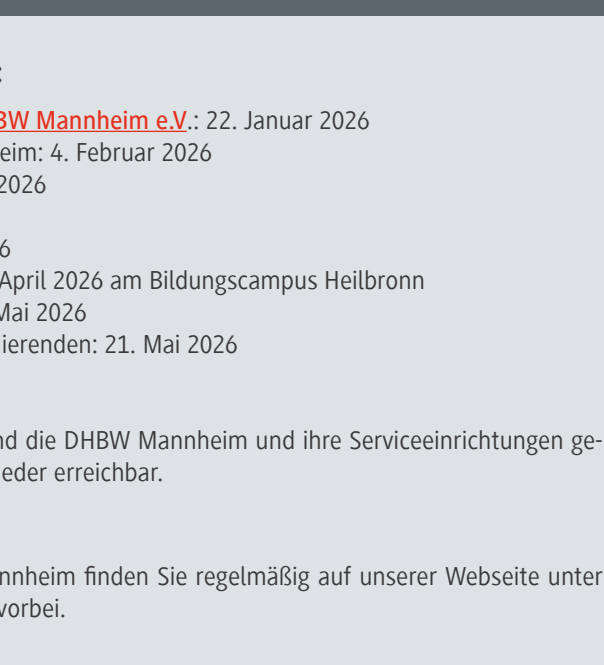 :
BW Mannheim e.V.: 22. Januar 2026
eim: 4. Februar 2026
2026
6
April 2026 am Bildungscampus Heilbronn
Mai 2026
ierenden: 21. Mai 2026
nd die DHBW Mannheim und ihre Serviceeinrichtungen ge-
eder erreichbar.
nnheim finden Sie regelmäßig auf unserer Webseite unter
vorbei.